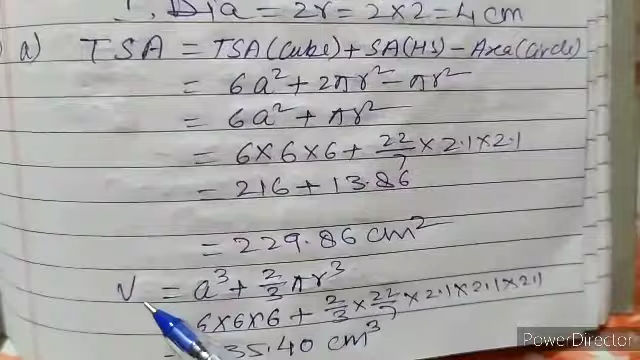 ∴ Dia = 2r = 2×2 = 4 cm
a) TSA = TSA(Cube) + SA(HS) − Area(Circle)
= 6a² + 2πr² − πr²
= 6a² + πr²
= 6×6×6 + 22/7 × 2.1×2.1
= 216 + 13.86
= 229.86 cm²
V = a³ + 2/3 πr³
6×6×6 + 2/3 × 22/7 × 2.1×2.1×2.1
35.40 cm³
PowerDirector